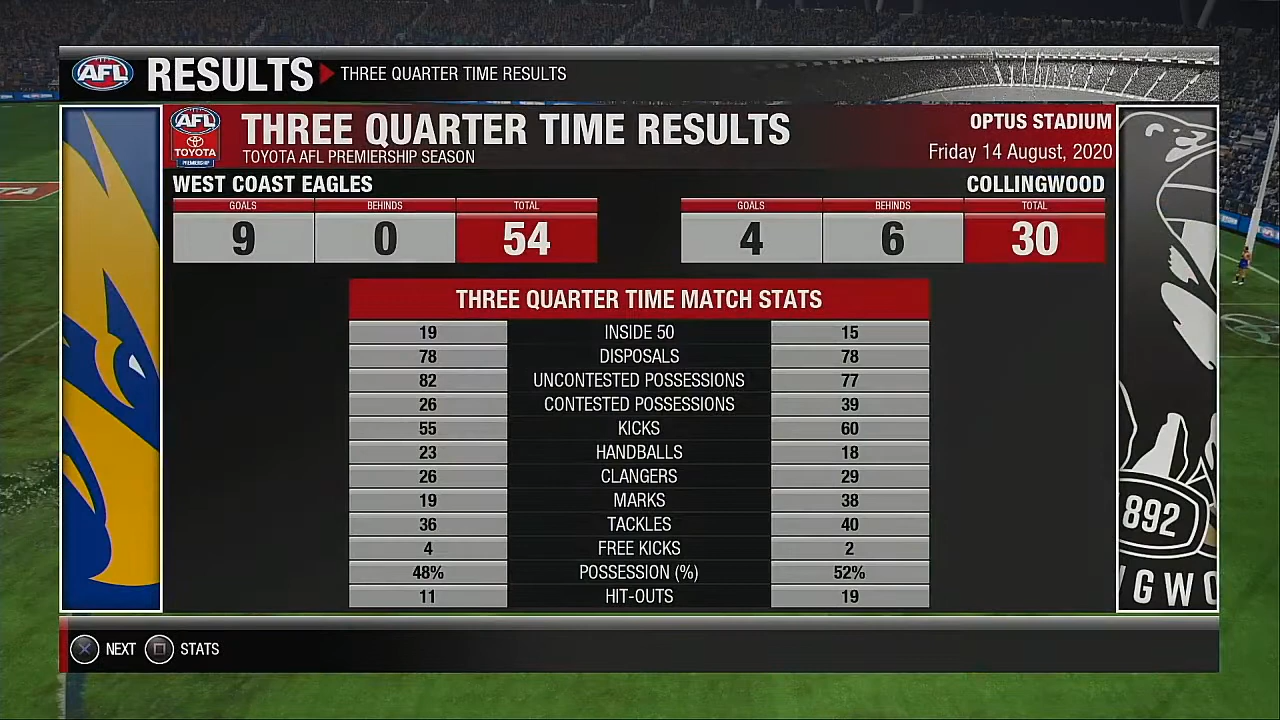 AFL RESULTS THREE QUARTER TIME RESULTS
AFL THREE QUARTER TIME RESULTS OPTUS STADIUM
TOYOTA
PREMIERSHIP
TOYOTA AFL PREMIERSHIP SEASON Friday 14 August, 2020
WEST COAST EAGLES COLLINGWOOD
GOALS BEHINDS TOTAL GOALS BEHINDS TOTAL
9 0 54 4 6 30
THREE QUARTER TIME MATCH STATS
19 INSIDE 50 15
78 DISPOSALS 78
82 UNCONTESTED POSSESSIONS 77
26 CONTESTED POSSESSIONS 39
55 KICKS 60
23 HANDBALLS 18
26 CLANGERS 29
19 MARKS 38
36 TACKLES 40
4 FREE KICKS 2
48% POSSESSION (%) 52%
11 HIT-OUTS 19
892
NGWO
NEXT STATS